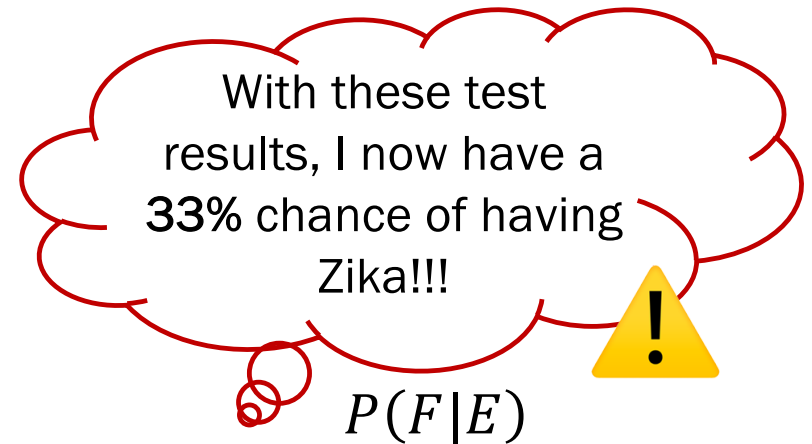 With these test
results, I now have a
33% chance of having
Zika!!!
P(F|E)